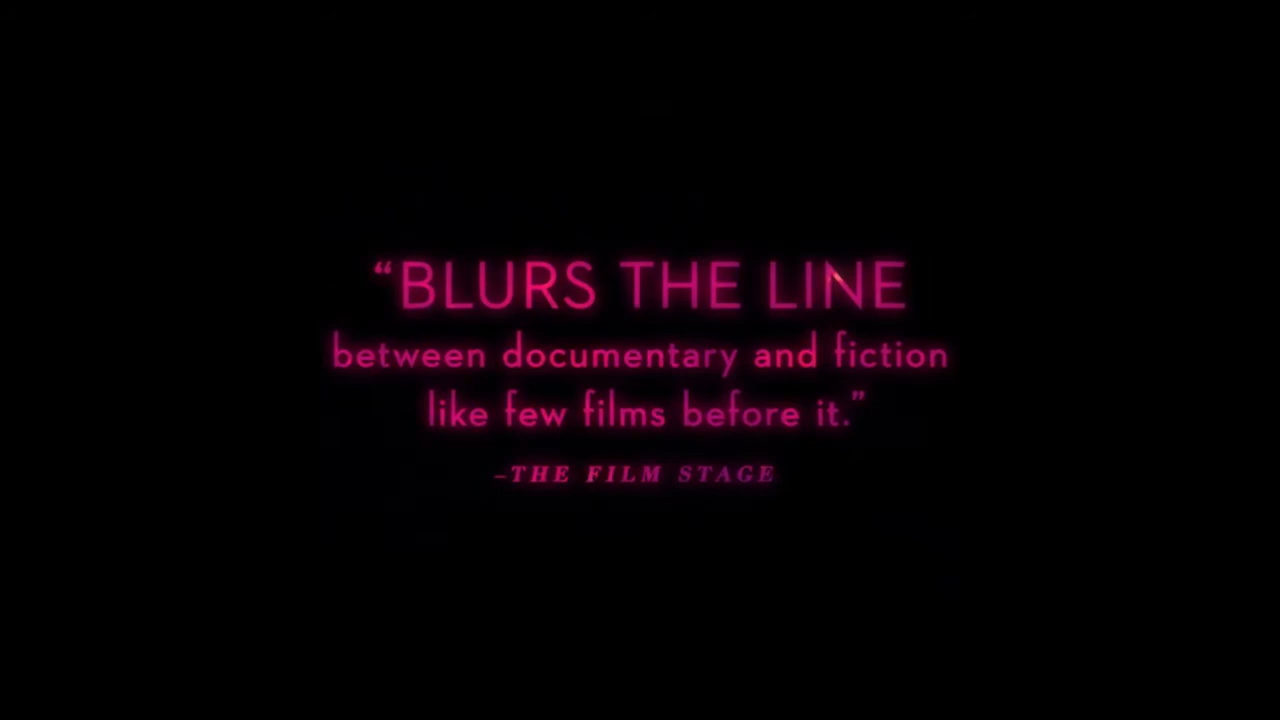 “BLURS THE LINE
between documentary and fiction
like few films before it.”
–THE FILM STAGE